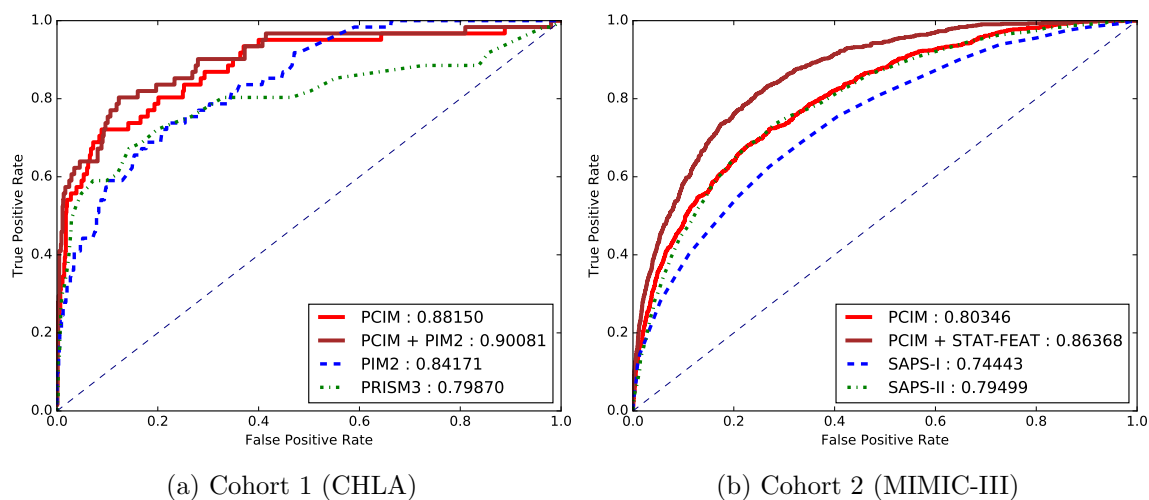 1.0
0.8
0.6
0.4
0.2
0.0
True Positive Rate
0.0 0.2 0.4 0.6 0.8 1.0
False Positive Rate
PCIM : 0.88150
PCIM + PIM2 : 0.90081
PIM2 : 0.84171
PRISM3 : 0.79870
(a) Cohort 1 (CHLA)
1.0
0.8
0.6
0.4
0.2
0.0
True Positive Rate
0.0 0.2 0.4 0.6 0.8 1.0
False Positive Rate
PCIM : 0.80346
PCIM + STAT-FEAT : 0.86368
SAPS-I : 0.74443
SAPS-II : 0.79499
(b) Cohort 2 (MIMIC-III)